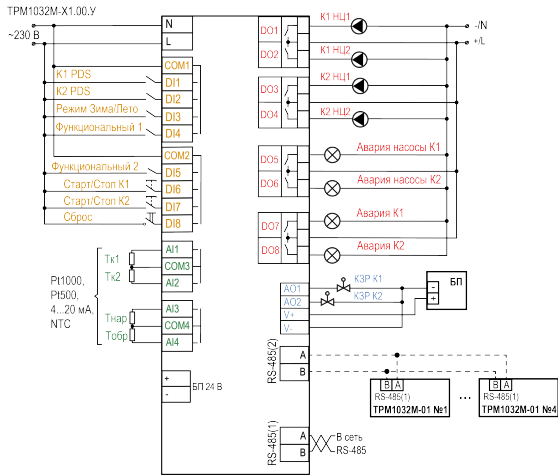 ТРМ1032М-Х1.00.У
~230 В
N
L
COM1
К1 PDS
DI1
К2 PDS
DI2
Режим Зима/Лето
DI3
Функциональный 1
DI4
COM2
Функциональный 2
DI5
Старт/Стоп К1
DI6
Старт/Стоп К2
DI7
Сброс
DI8
Pt1000,
Pt500,
4...20 мА,
NTC
Тк1
Тк2
Тнар
Тобр
AI1
COM3
AI2
AI3
COM4
AI4
+
-
БП 24 В
DO1
К1 НЦ1
-/N
+/L
DO2
К1 НЦ2
DO3
К2 НЦ1
DO4
К2 НЦ2
DO5
Авария насосы К1
DO6
Авария насосы К2
DO7
Авария К1
DO8
Авария К2
AO1
КЗР К1
AO2
КЗР К2
V+
V-
БП
-
+
RS-485(2)
A
B
B A
RS-485(1)
ТРМ1032М-01 №1
...
B A
RS-485(1)
ТРМ1032М-01 №4
RS-485(1)
A
B
В сеть
RS-485